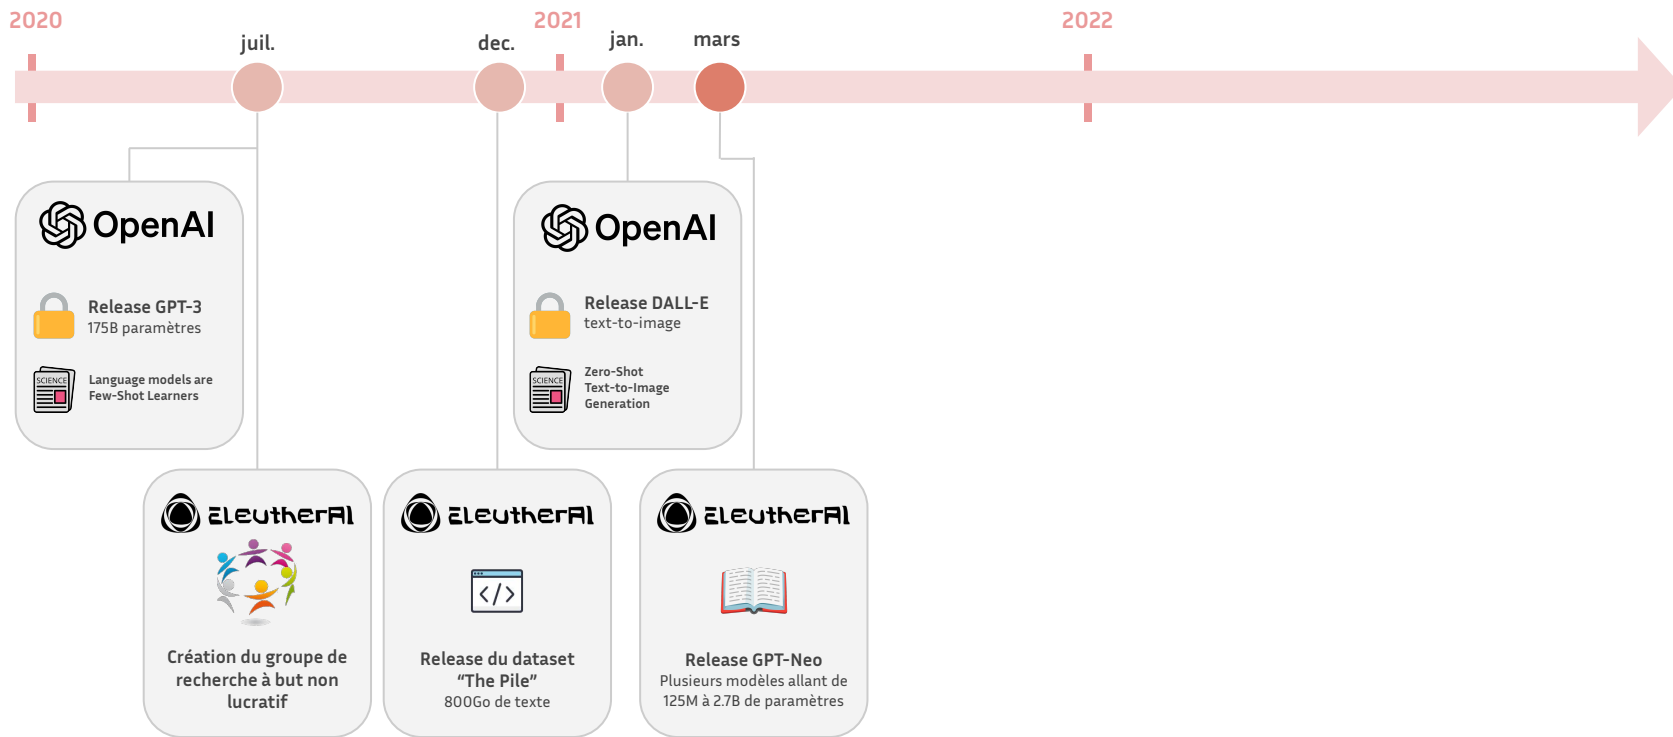 2020
2021
2022
juil.
dec.
jan.
mars
OpenAI
Release GPT-3
175B paramètres
SCIENCE
Language models are
Few-Shot Learners
OpenAI
Release DALL-E
text-to-image
SCIENCE
Zero-Shot
Text-to-Image
Generation
EleutherAI
Création du groupe de
recherche à but non
lucratif
EleutherAI
</>
Release du dataset
“The Pile”
800Go de texte
EleutherAI
Release GPT-Neo
Plusieurs modèles allant de
125M à 2.7B de paramètres